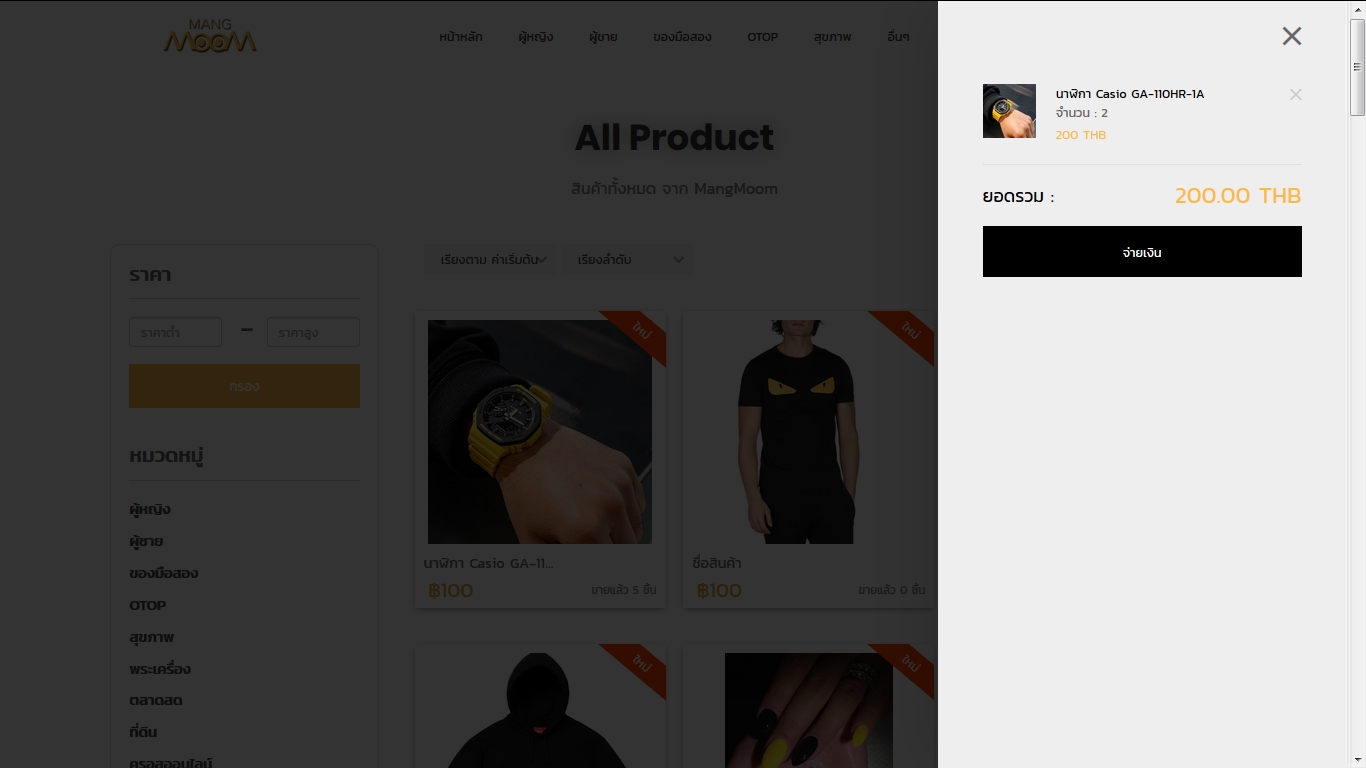 MANG
MOOM
หน้าหลัก ผู้หญิง ผู้ชาย ของมือสอง OTOP สุขภาพ อื่นๆ
All Product
สินค้าทั้งหมด จาก MangMoom
ราคา
ราคาต่ำ – ราคาสูง
กรอง
หมวดหมู่
ผู้หญิง
ผู้ชาย
ของมือสอง
OTOP
สุขภาพ
พระเครื่อง
ตลาดสด
ที่ดิน
คอสออนไลน์
เรียงตาม ค่าเริ่มต้น เรียงลำดับ
ใหม่
นาฬิกา Casio GA-11...
฿100 ขายแล้ว 5 ชิ้น
ใหม่
ชื่อสินค้า
฿100 ขายแล้ว 0 ชิ้น
ใหม่
ใหม่
นาฬิกา Casio GA-110HR-1A
จำนวน : 2
200 THB
ยอดรวม : 200.00 THB
จ่ายเงิน